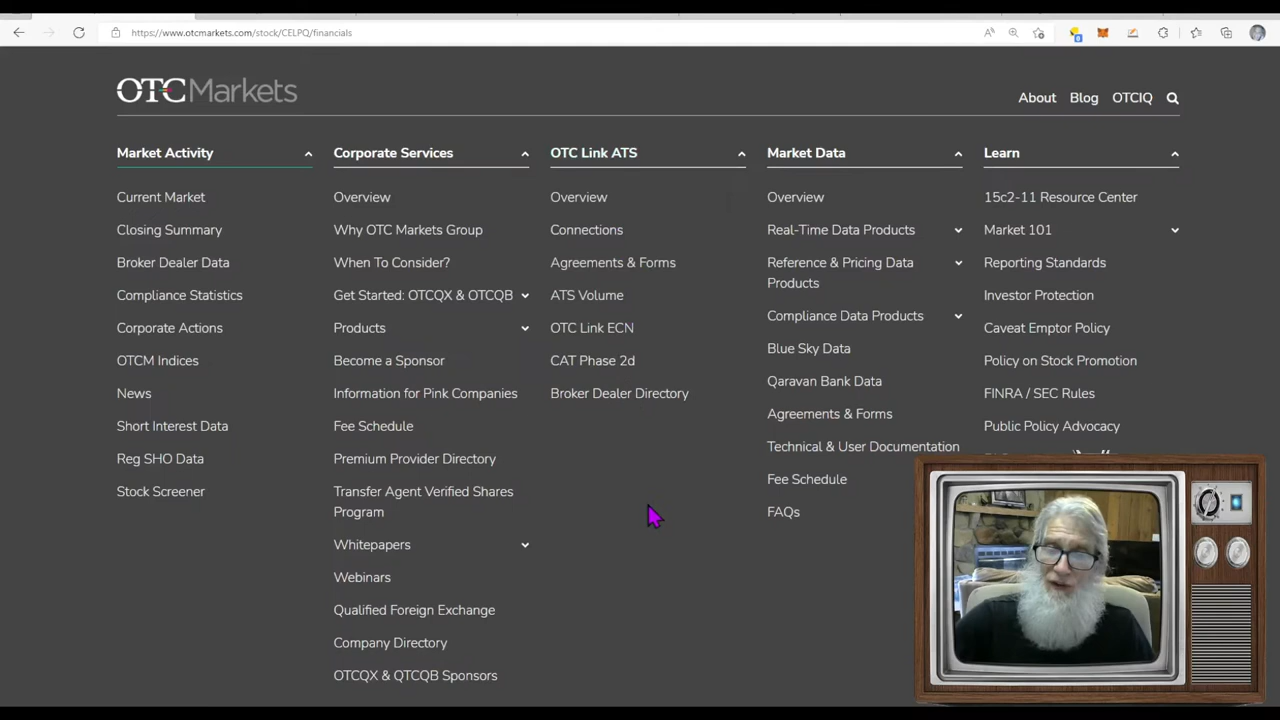 https://www.otcmarkets.com/stock/CELPQ/financials
OTCMarkets
About
Blog
OTCIQ
Market Activity
Current Market
Closing Summary
Broker Dealer Data
Compliance Statistics
Corporate Actions
OTCM Indices
News
Short Interest Data
Reg SHO Data
Stock Screener
Corporate Services
Overview
Why OTC Markets Group
When To Consider?
Get Started: OTCQX & OTCQB
Products
Become a Sponsor
Information for Pink Companies
Fee Schedule
Premium Provider Directory
Transfer Agent Verified Shares
Program
Whitepapers
Webinars
Qualified Foreign Exchange
Company Directory
OTCQX & QTCQB Sponsors
OTC Link ATS
Overview
Connections
Agreements & Forms
ATS Volume
OTC Link ECN
CAT Phase 2d
Broker Dealer Directory
Market Data
Overview
Real-Time Data Products
Reference & Pricing Data
Products
Compliance Data Products
Blue Sky Data
Qaravan Bank Data
Agreements & Forms
Technical & User Documentation
Fee Schedule
FAQs
Learn
15c2-11 Resource Center
Market 101
Reporting Standards
Investor Protection
Caveat Emptor Policy
Policy on Stock Promotion
FINRA / SEC Rules
Public Policy Advocacy